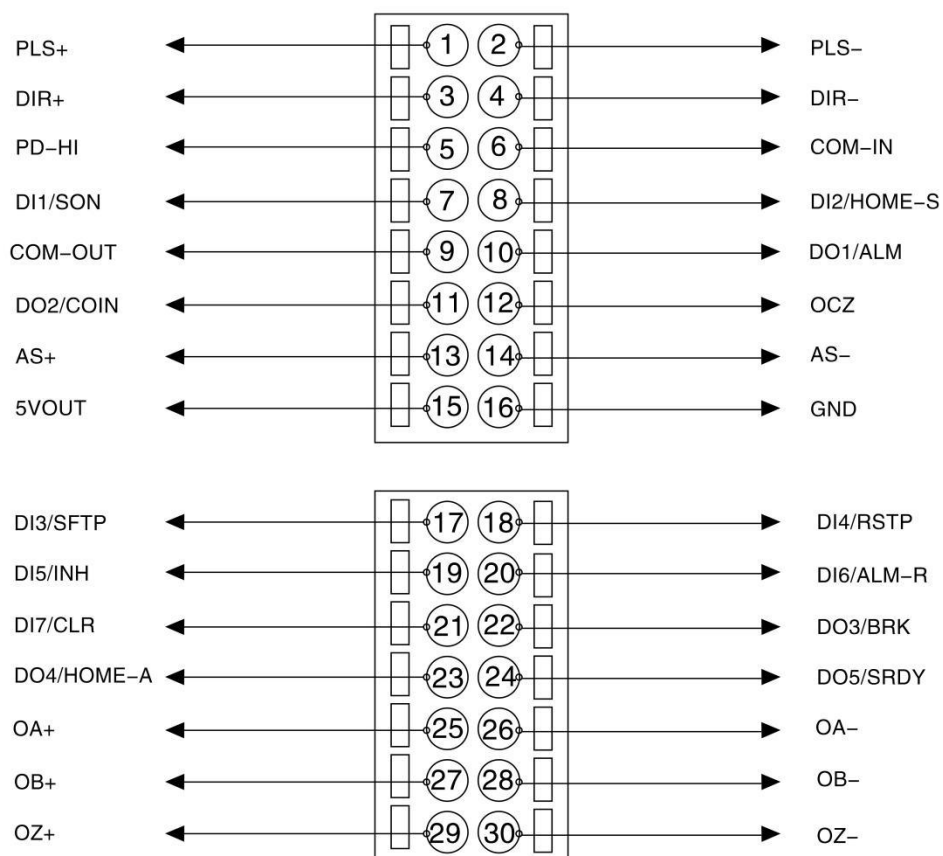 PLS+ 1 2 PLS−
DIR+ 3 4 DIR−
PD−HI 5 6 COM−IN
DI1/SON 7 8 DI2/HOME−S
COM−OUT 9 10 DO1/ALM
DO2/COIN 11 12 OCZ
AS+ 13 14 AS−
5VOUT 15 16 GND
DI3/SFTP 17 18 DI4/RSTP
DI5/INH 19 20 DI6/ALM−R
DI7/CLR 21 22 DO3/BRK
DO4/HOME−A 23 24 DO5/SRDY
OA+ 25 26 OA−
OB+ 27 28 OB−
OZ+ 29 30 OZ−